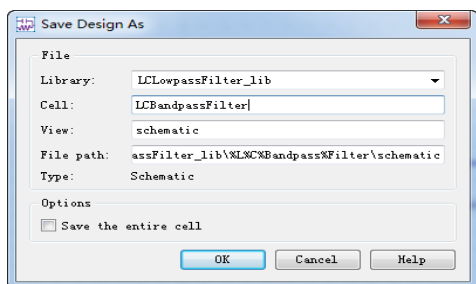 Save Design As
File
Library: LCLowpassFilter_lib
Cell: LCBandpassFilter
View: schematic
File path: assFilter_lib\%L%C%Bandpass%Filter\schematic
Type: Schematic
Options
Save the entire cell
OK Cancel Help